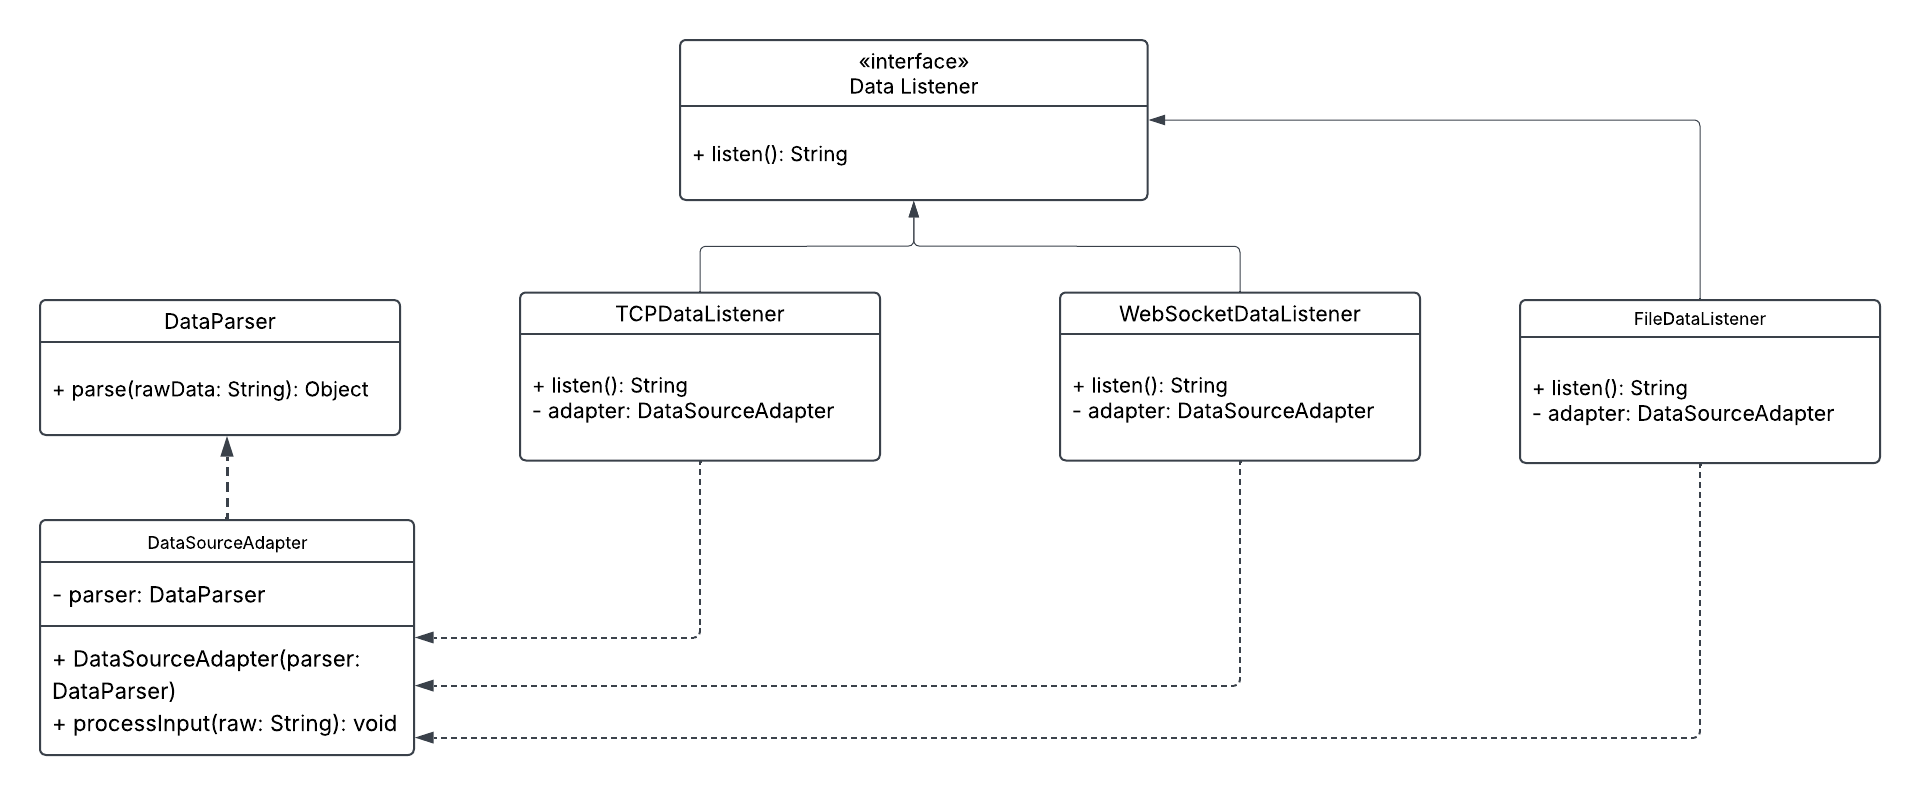 «interface»
Data Listener
+ listen(): String
DataParser
+ parse(rawData: String): Object
TCPDataListener
+ listen(): String
- adapter: DataSourceAdapter
WebSocketDataListener
+ listen(): String
- adapter: DataSourceAdapter
FileDataListener
+ listen(): String
- adapter: DataSourceAdapter
DataSourceAdapter
- parser: DataParser
+ DataSourceAdapter(parser:
DataParser)
+ processInput(raw: String): void